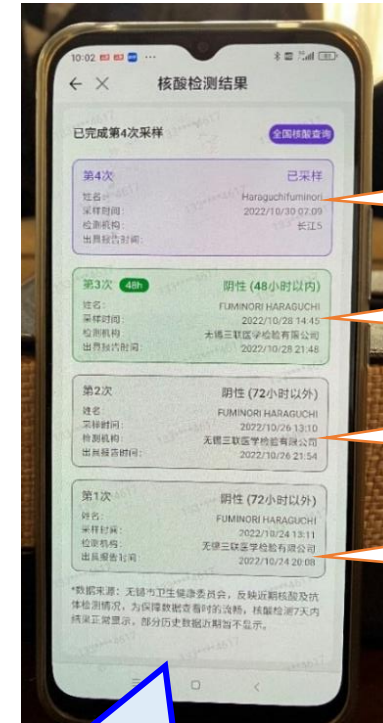 10:02
核酸检测结果
已完成第4次采样 全国核酸查询
第4次 已采样
姓名: Haraguchifuminori
采样时间: 2022/10/30 07:09
检测机构: 长江5
出具报告时间:
第3次 48h 阴性 (48小时以内)
姓名: FUMINORI HARAGUCHI
采样时间: 2022/10/28 14:45
检测机构: 无锡三联医学检验有限公司
出具报告时间: 2022/10/28 21:48
第2次 阴性 (72小时以外)
姓名: FUMINORI HARAGUCHI
采样时间: 2022/10/26 13:10
检测机构: 无锡三联医学检验有限公司
出具报告时间: 2022/10/26 21:54
第1次 阴性 (72小时以外)
姓名: FUMINORI HARAGUCHI
采样时间: 2022/10/24 13:11
检测机构: 无锡三联医学检验有限公司
出具报告时间: 2022/10/24 20:08
*数据来源：无锡市卫生健康委员会，反映近期核酸及抗
体检测情况，为保障数据查看时的流畅，核酸检测7天内
结果正常显示，部分历史数据近期暂不显示。